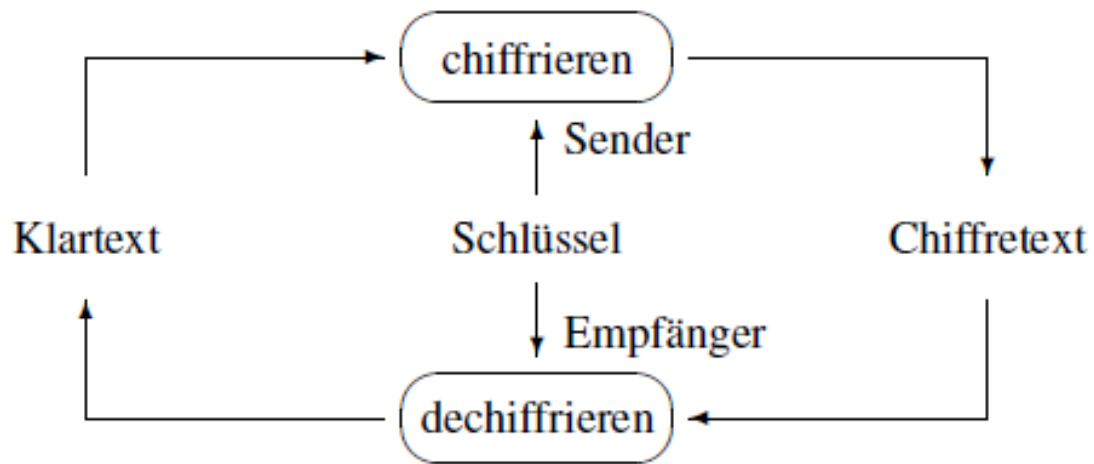 chiffrieren
Sender
Klartext
Schlüssel
Chiffretext
Empfänger
dechiffrieren